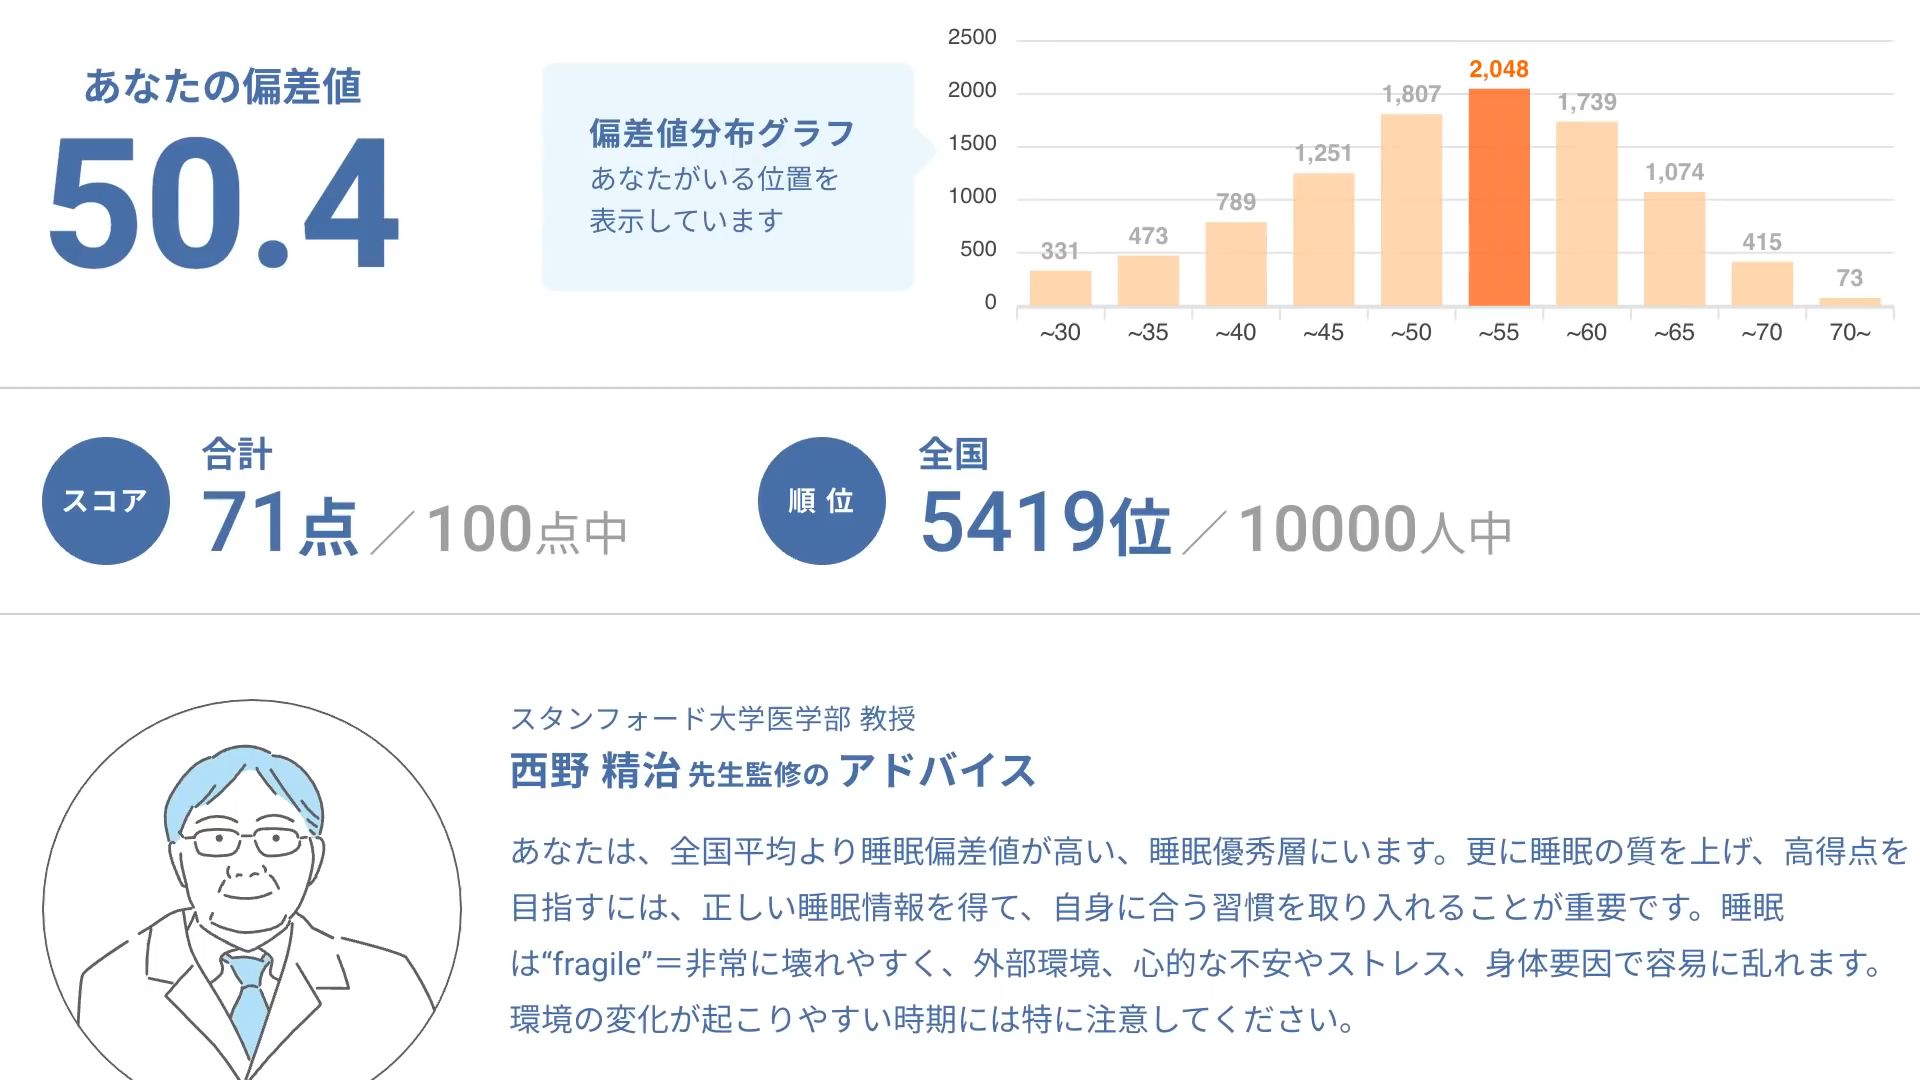 あなたの偏差値
50.4
偏差値分布グラフ
あなたがいる位置を
表示しています
2500
2000
1500
1000
500
0
331
473
789
1,251
1,807
2,048
1,739
1,074
415
73
~30
~35
~40
~45
~50
~55
~60
~65
~70
70~
スコア
合計
71点／100点中
順 位
全国
5419位／10000人中
スタンフォード大学医学部 教授
西野 精治 先生監修の アドバイス
あなたは、全国平均より睡眠偏差値が高い、睡眠優秀層にいます。更に睡眠の質を上げ、高得点を
目指すには、正しい睡眠情報を得て、自身に合う習慣を取り入れることが重要です。睡眠
は“fragile”＝非常に壊れやすく、外部環境、心的な不安やストレス、身体要因で容易に乱れます。
環境の変化が起こりやすい時期には特に注意してください。